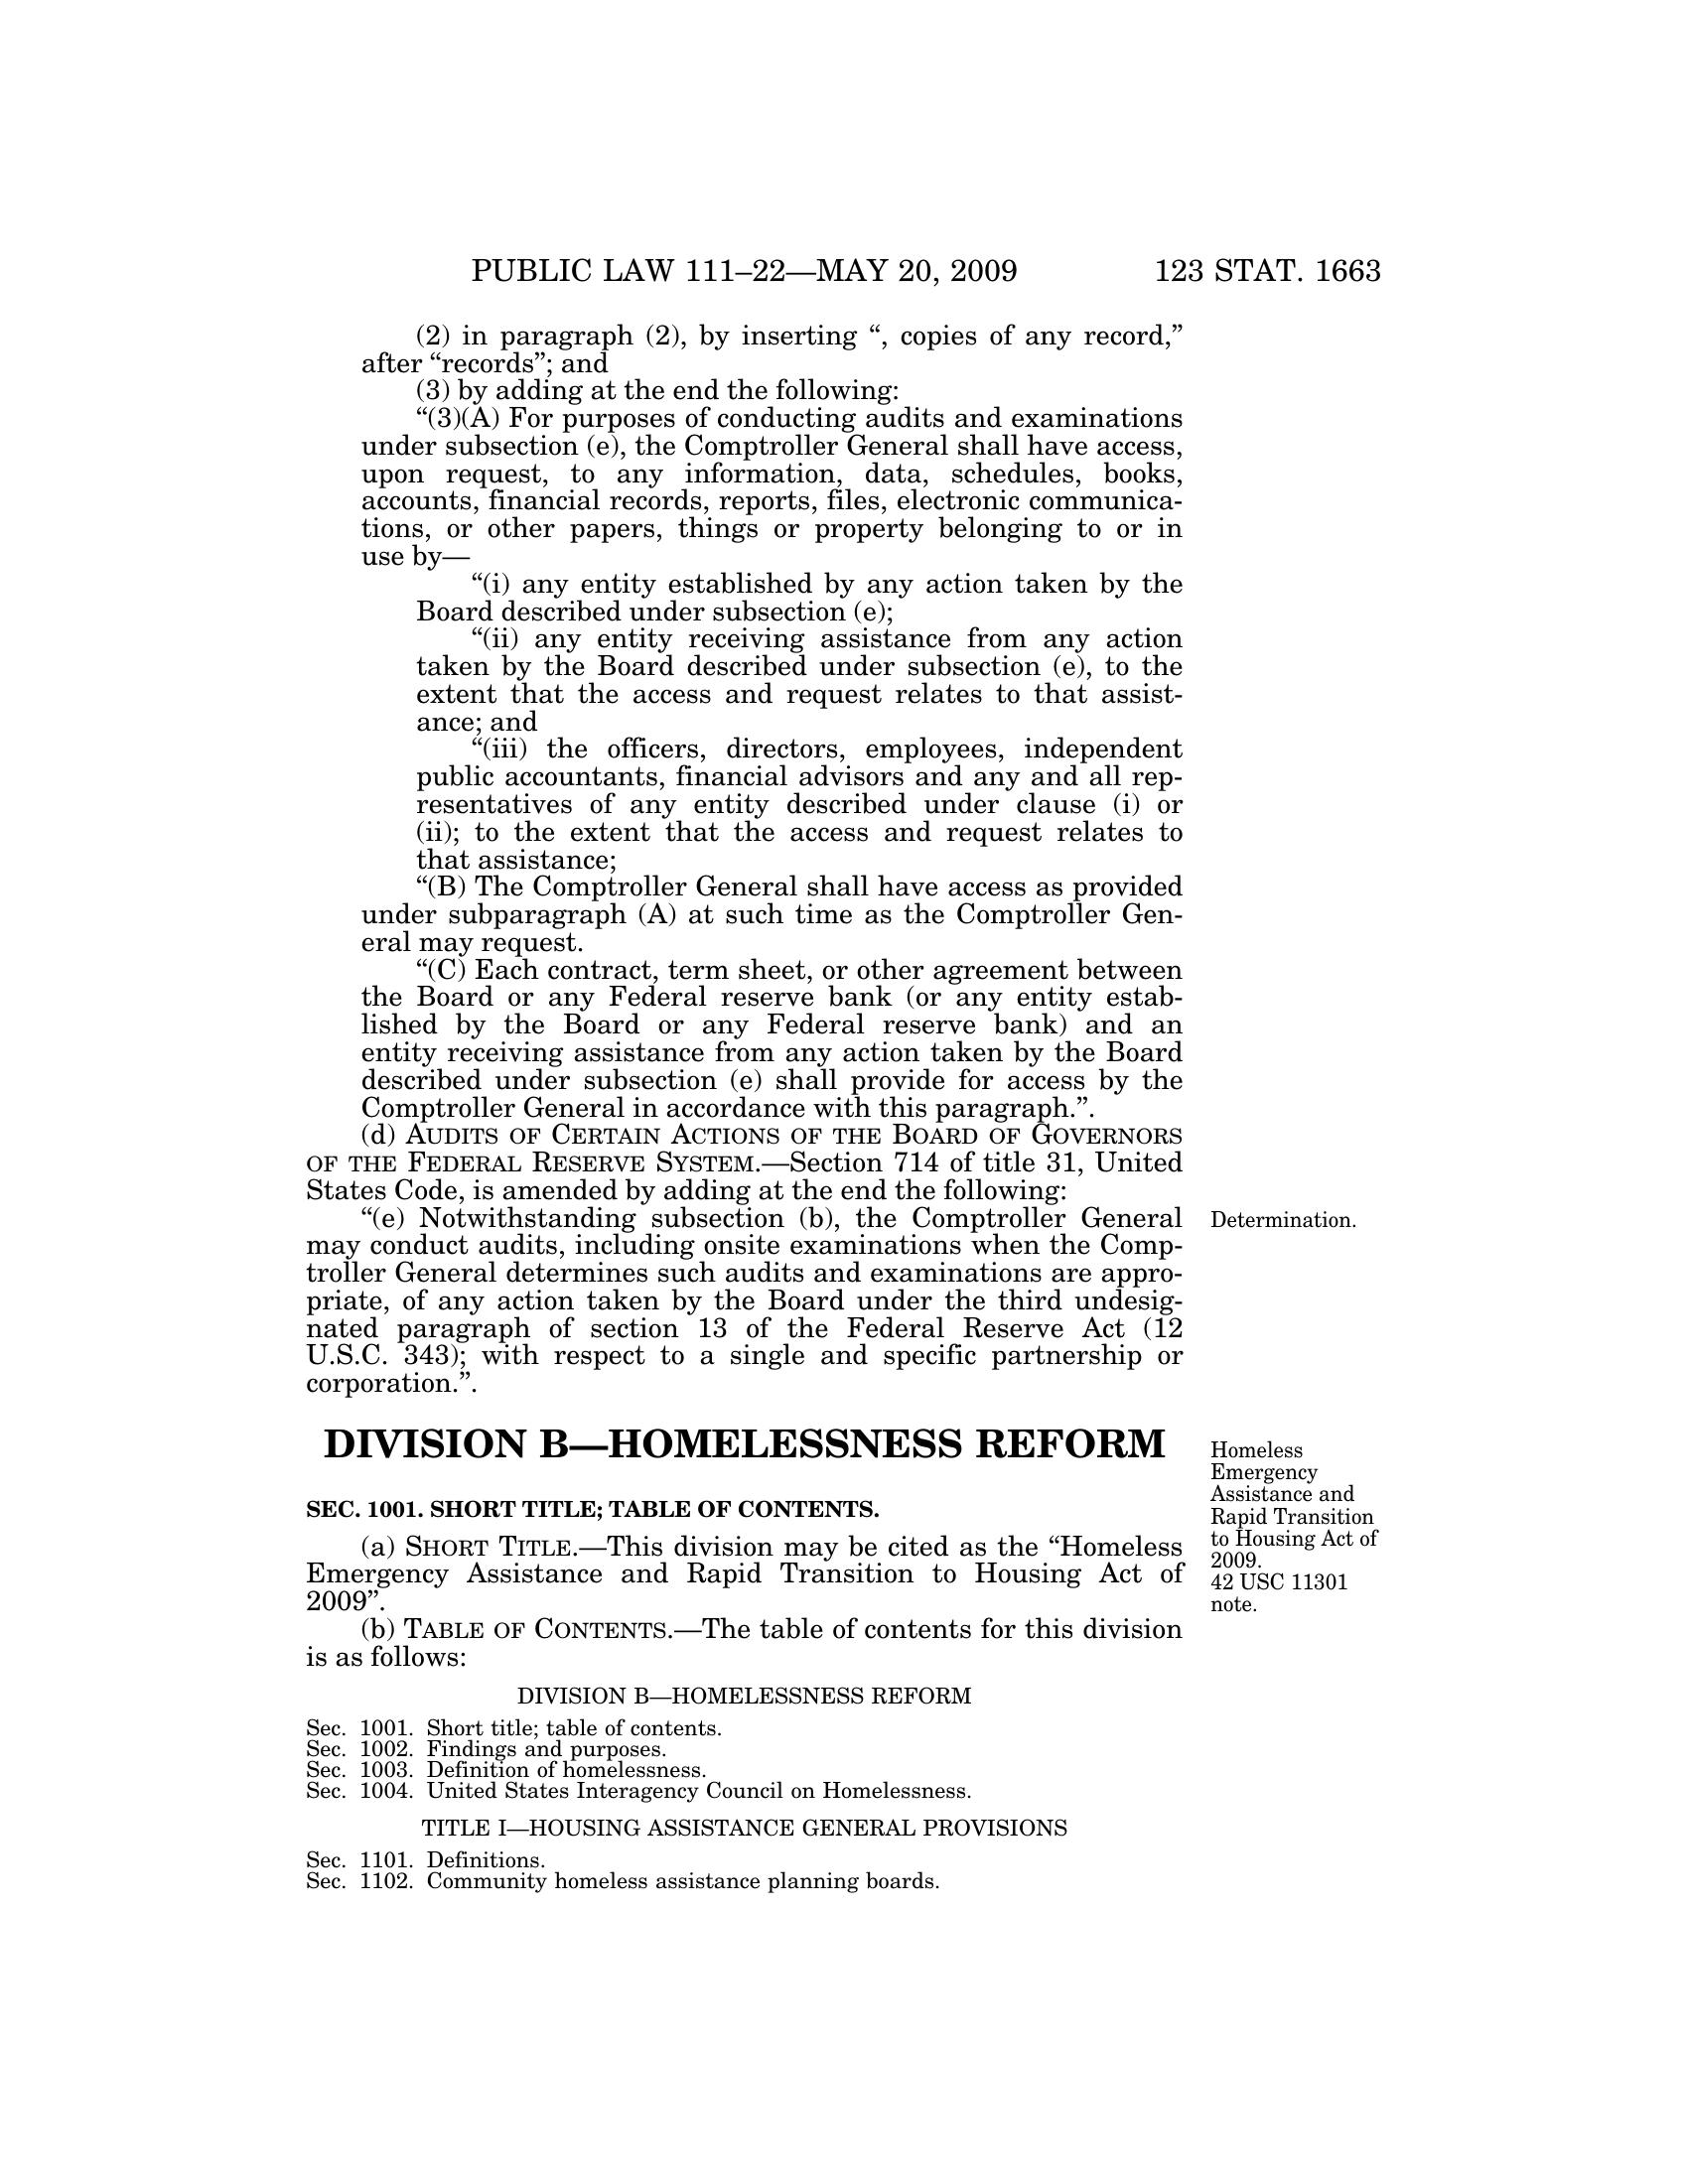 PUBLIC LAW 111–22—MAY 20, 2009 123 STAT. 1663
(2) in paragraph (2), by inserting “, copies of any record,”
after “records”; and
(3) by adding at the end the following:
“(3)(A) For purposes of conducting audits and examinations
under subsection (e), the Comptroller General shall have access,
upon request, to any information, data, schedules, books,
accounts, financial records, reports, files, electronic communica-
tions, or other papers, things or property belonging to or in
use by—
“(i) any entity established by any action taken by the
Board described under subsection (e);
“(ii) any entity receiving assistance from any action
taken by the Board described under subsection (e), to the
extent that the access and request relates to that assist-
ance; and
“(iii) the officers, directors, employees, independent
public accountants, financial advisors and any and all rep-
resentatives of any entity described under clause (i) or
(ii); to the extent that the access and request relates to
that assistance;
“(B) The Comptroller General shall have access as provided
under subparagraph (A) at such time as the Comptroller Gen-
eral may request.
“(C) Each contract, term sheet, or other agreement between
the Board or any Federal reserve bank (or any entity estab-
lished by the Board or any Federal reserve bank) and an
entity receiving assistance from any action taken by the Board
described under subsection (e) shall provide for access by the
Comptroller General in accordance with this paragraph.”.
(d) AUDITS OF CERTAIN ACTIONS OF THE BOARD OF GOVERNORS
OF THE FEDERAL RESERVE SYSTEM.—Section 714 of title 31, United
States Code, is amended by adding at the end the following:
“(e) Notwithstanding subsection (b), the Comptroller General
may conduct audits, including onsite examinations when the Comp-
troller General determines such audits and examinations are appro-
priate, of any action taken by the Board under the third undesig-
nated paragraph of section 13 of the Federal Reserve Act (12
U.S.C. 343); with respect to a single and specific partnership or
corporation.”.
Determination.
DIVISION B—HOMELESSNESS REFORM
SEC. 1001. SHORT TITLE; TABLE OF CONTENTS.
(a) SHORT TITLE.—This division may be cited as the “Homeless
Emergency Assistance and Rapid Transition to Housing Act of
2009”.
(b) TABLE OF CONTENTS.—The table of contents for this division
is as follows:
Homeless
Emergency
Assistance and
Rapid Transition
to Housing Act of
2009.
42 USC 11301
note.
DIVISION B—HOMELESSNESS REFORM
Sec. 1001. Short title; table of contents.
Sec. 1002. Findings and purposes.
Sec. 1003. Definition of homelessness.
Sec. 1004. United States Interagency Council on Homelessness.
TITLE I—HOUSING ASSISTANCE GENERAL PROVISIONS
Sec. 1101. Definitions.
Sec. 1102. Community homeless assistance planning boards.